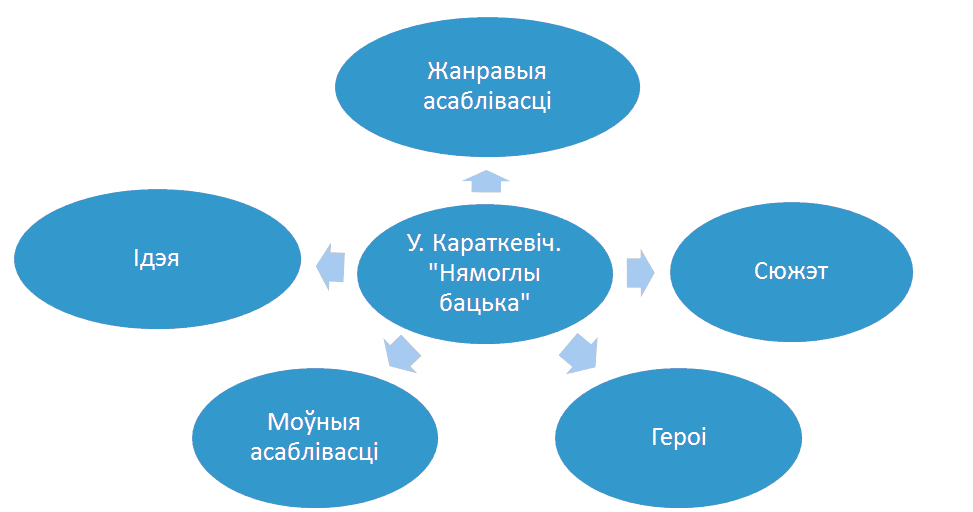 Жанравыя
асаблівасці
Ідэя
У. Караткевіч.
"Нямоглы
бацька"
Сюжэт
Моўныя
асаблівасці
Героі